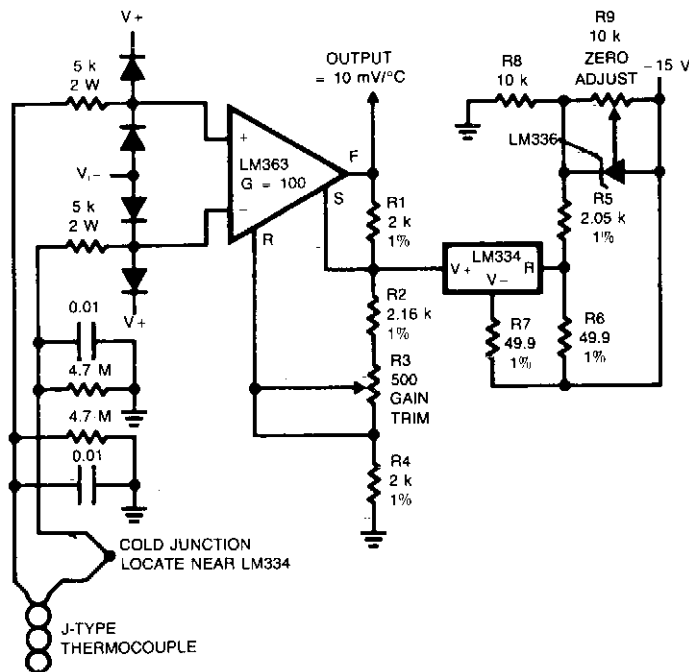 V+
5 k
2 W
V-
5 k
2 W
V+
0.01
4.7 M
4.7 M
0.01
COLD JUNCTION
LOCATE NEAR LM334
J-TYPE
THERMOCOUPLE
+
LM363
G = 100
-
F
S
R
OUTPUT
= 10 mV/°C
R1
2 k
1%
R2
2.16 k
1%
R3
500
GAIN
TRIM
R4
2 k
1%
R8
10 k
R9
10 k
ZERO
ADJUST
-15 V
LM336
R5
2.05 k
1%
LM334
V+
V-
R
R7
49.9
1%
R6
49.9
1%